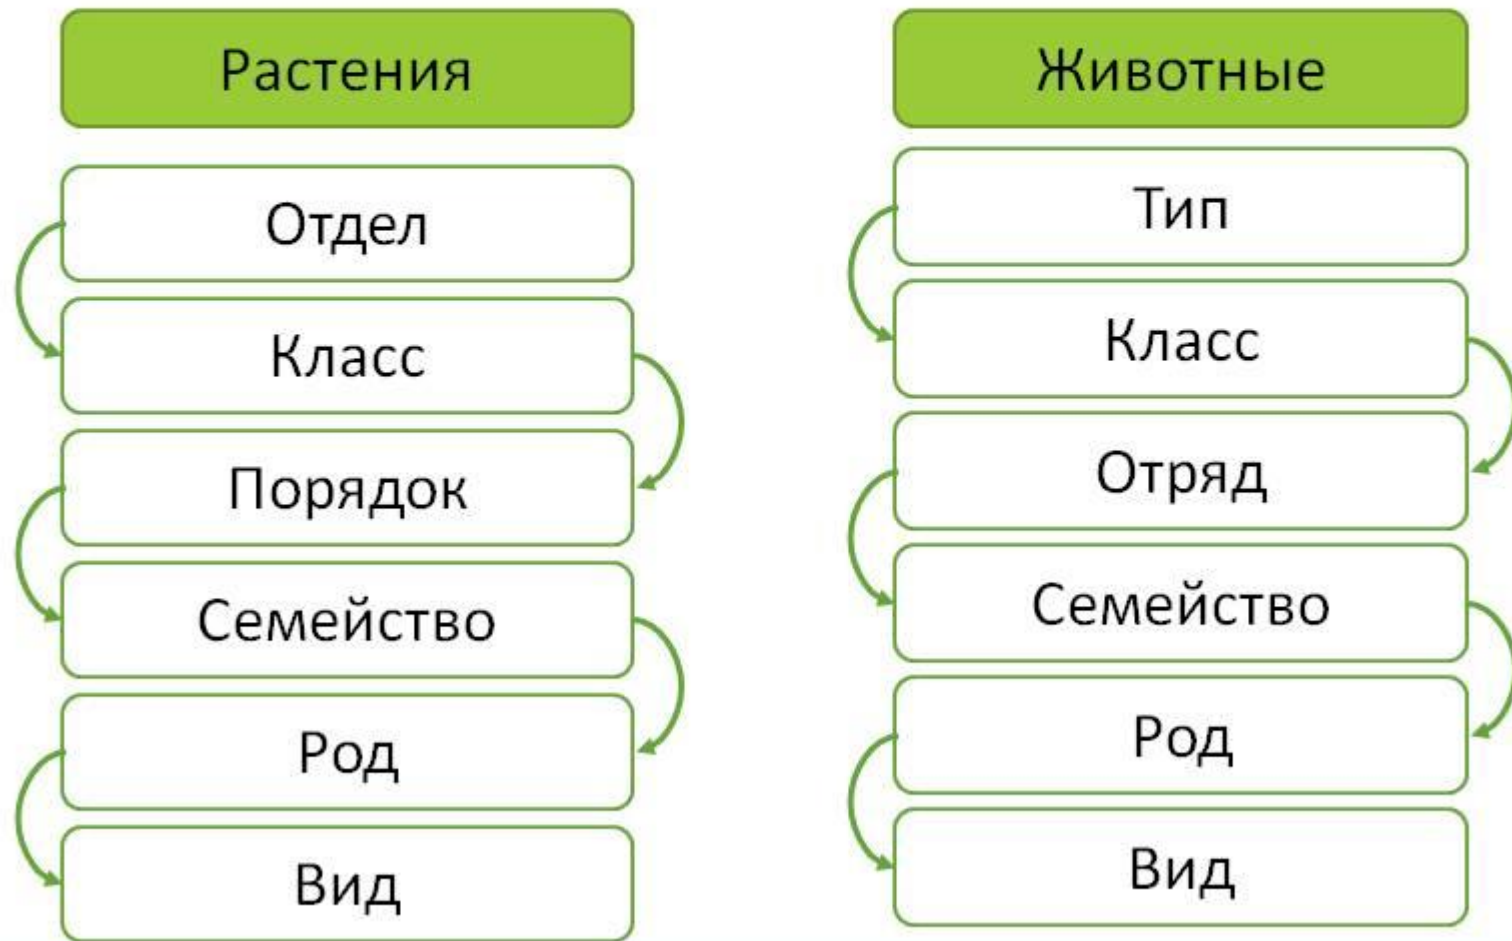 Растения
Отдел
Класс
Порядок
Семейство
Род
Вид
Животные
Тип
Класс
Отряд
Семейство
Род
Вид